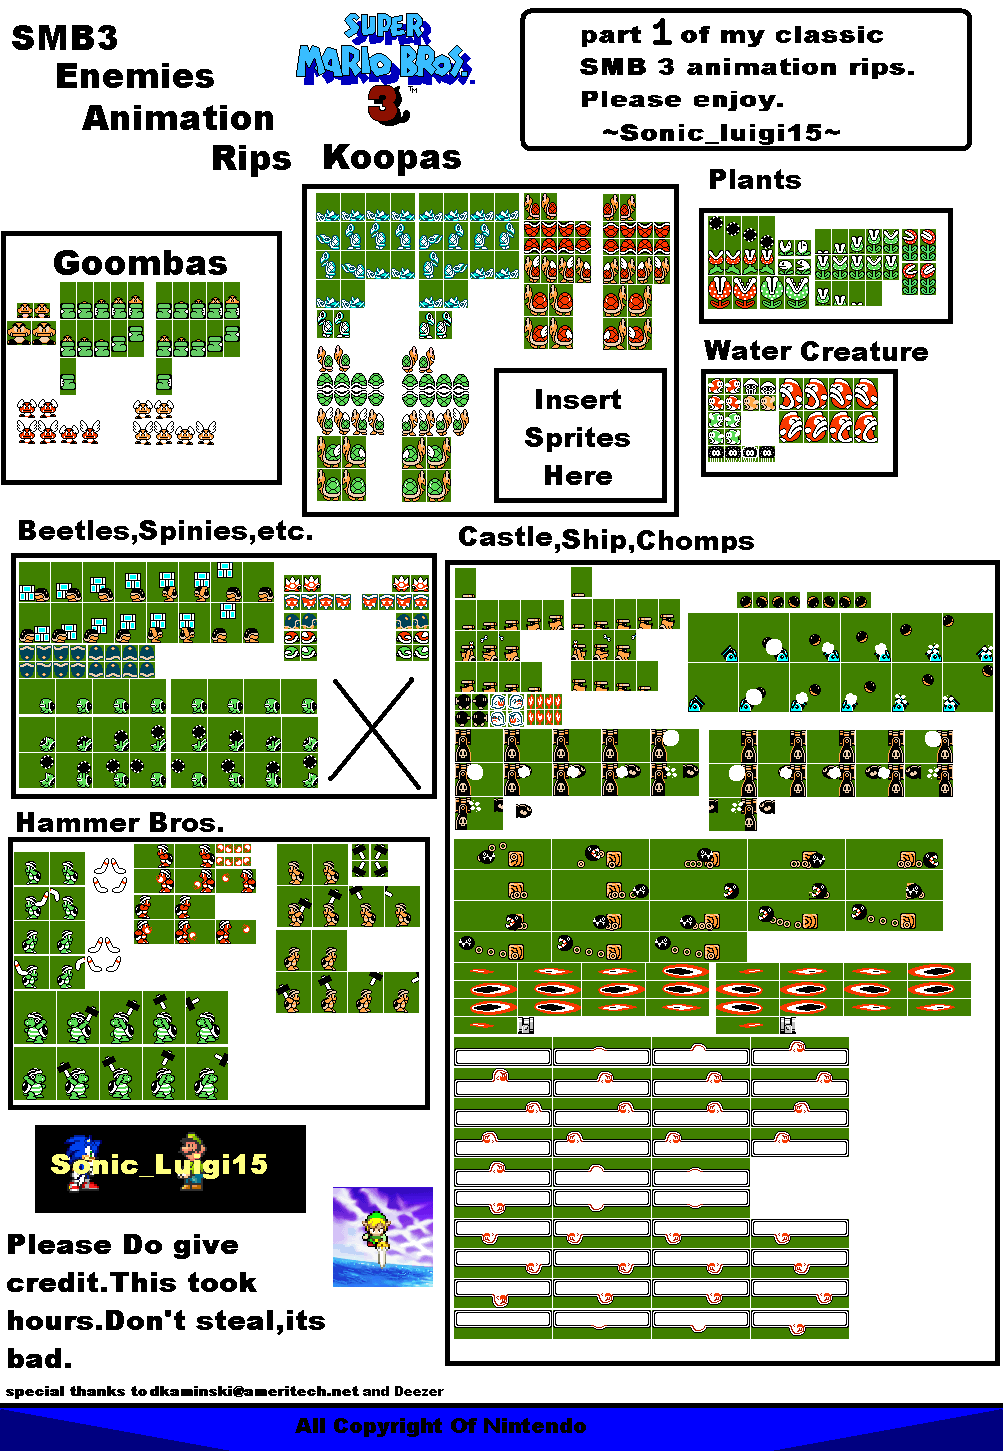 SMB3
Enemies
Animation
Rips
SUPER
MARIO BROS.
3
TM
part 1 of my classic
SMB 3 animation rips.
Please enjoy.
~Sonic_luigi15~
Koopas
Plants
Goombas
Water Creature
Insert
Sprites
Here
Beetles,Spinies,etc.
Castle,Ship,Chomps
Hammer Bros.
Sonic_Luigi15
Please Do give
credit.This took
hours.Don't steal,its
bad.
special thanks to dkaminski@ameritech.net and Deezer
All Copyright Of Nintendo